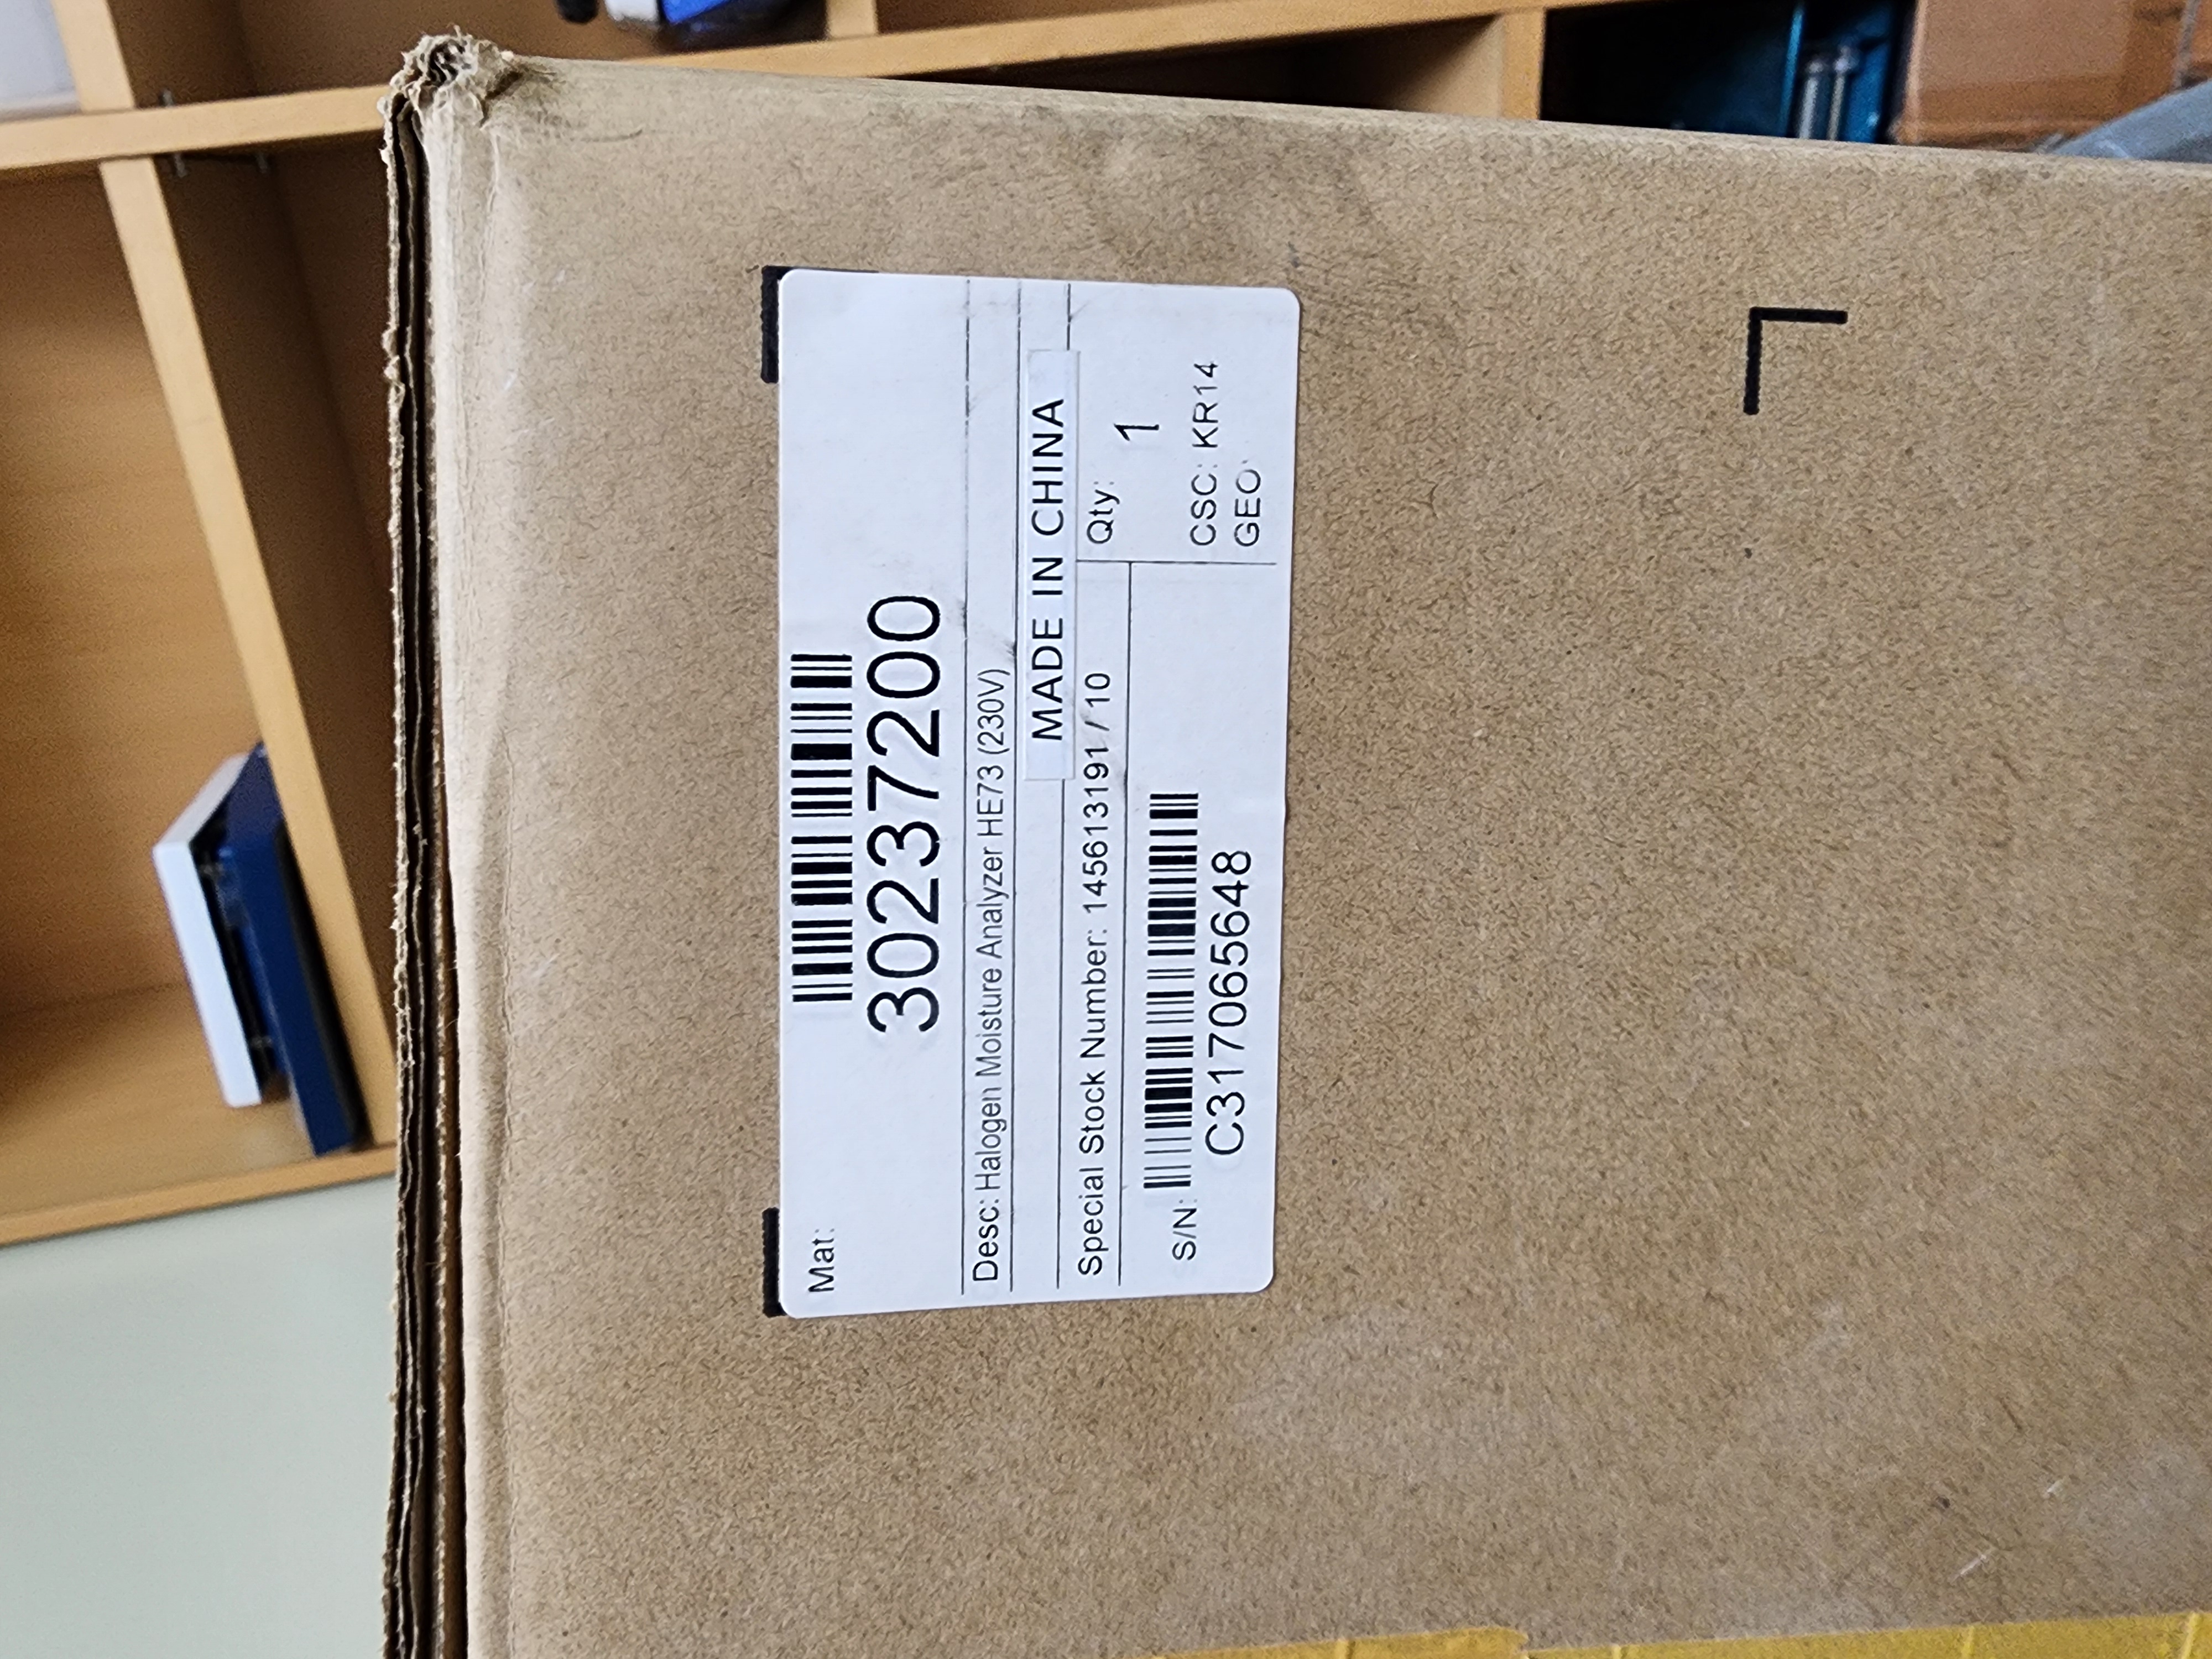 Mat:
30237200
Desc: Halogen Moisture Analyzer HE73 (230V)
MADE IN CHINA
Special Stock Number: 145613191 / 10
Qty:
1
S/N:
C317065648
CSC: KR14
GEO